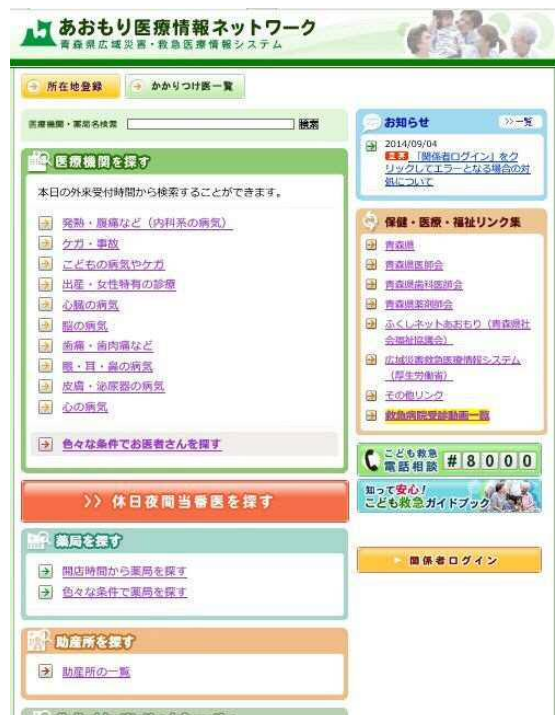 あおもり医療情報ネットワーク
青森県広域災害・救急医療情報システム
所在地登録
かかりつけ医一覧
医療機関・薬局名検索
検索
医療機関を探す
本日の外来受付時間から検索することができます。
発熱・腹痛など（内科系の病気）
ケガ・事故
こどもの病気やケガ
出産・女性特有の診療
心臓の病気
脳の病気
歯痛・歯肉痛など
眼・耳・鼻の病気
皮膚・泌尿器の病気
心の病気
色々な条件でお医者さんを探す
>> 休日夜間当番医を探す
薬局を探す
開店時間から薬局を探す
色々な条件で薬局を探す
助産所を探す
助産所の一覧
お知らせ
>>一覧
2014/09/04
重要 「関係者ログイン」をク
リックしてエラーとなる場合の対
処について
保健・医療・福祉リンク集
青森県
青森県医師会
青森県歯科医師会
青森県薬剤師会
ふくしネットあおもり（青森県社
会福祉協議会）
広域災害救急医療情報システム
（厚生労働省）
その他リンク
救急病院受診動画一覧
こども救急
電話相談 #8000
知って安心！
こども救急ガイドブック
関係者ログイン